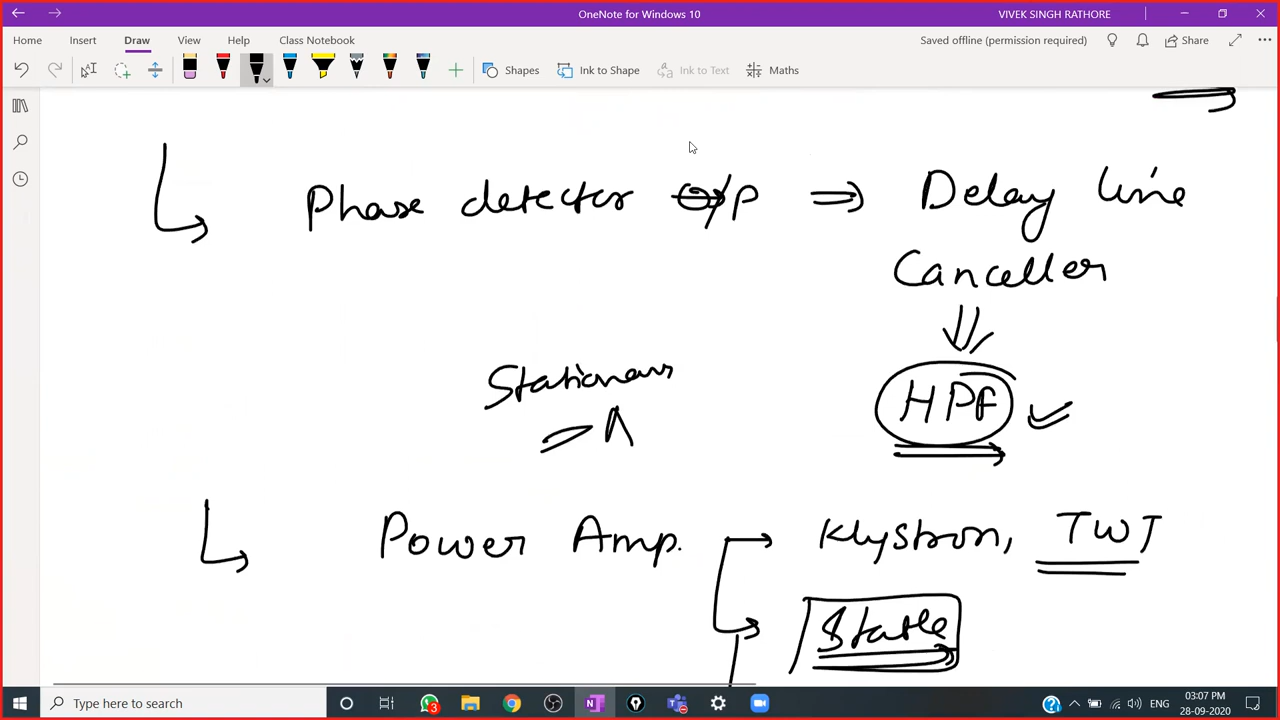 OneNote for Windows 10
VIVEK SINGH RATHORE
Home Insert Draw View Help Class Notebook
Saved offline (permission required) Share
Shapes Ink to Shape Ink to Text Maths
Phase detector O/P ⇒ Delay line
Canceller
HPF
Stationary
Power Amp. → Klystron, TWT
Stable
Type here to search
3
ENG
03:07 PM
28-09-2020